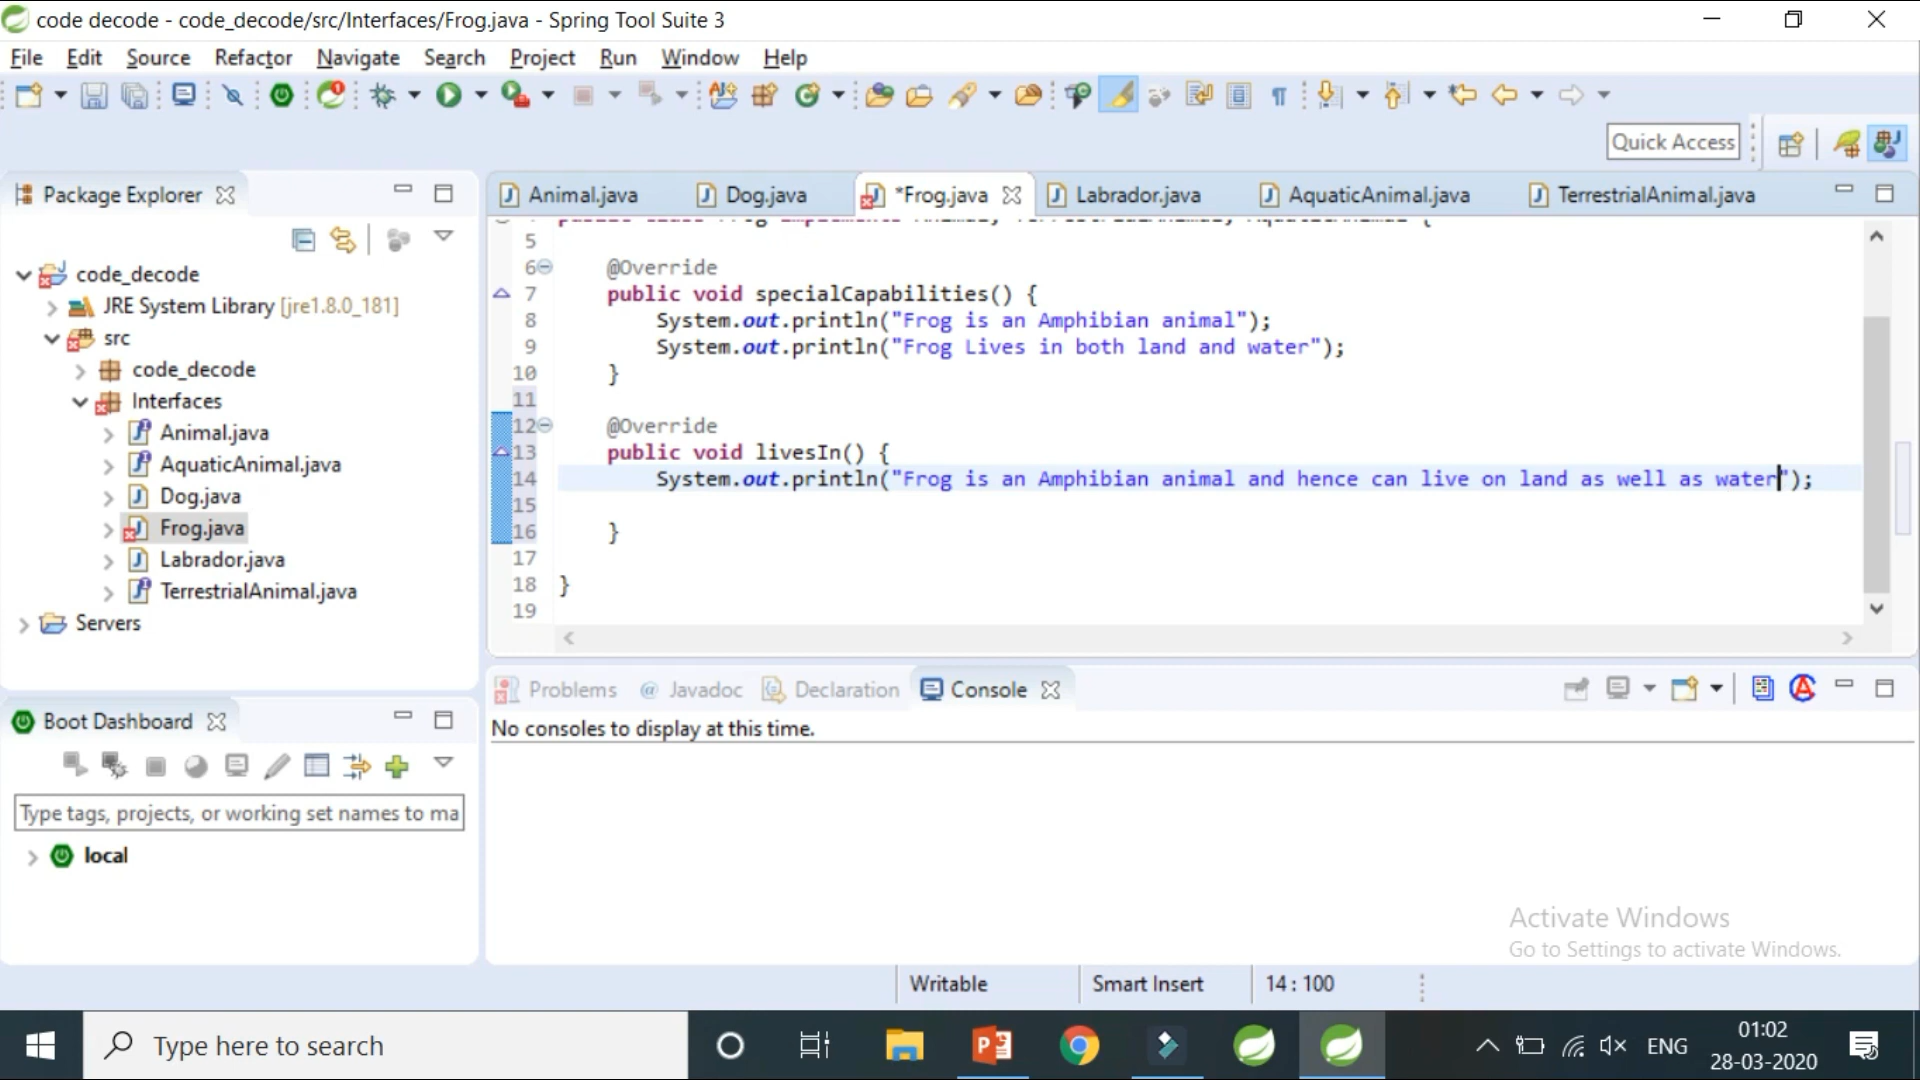 code decode - code_decode/src/Interfaces/Frog.java - Spring Tool Suite 3
File Edit Source Refactor Navigate Search Project Run Window Help
Quick Access
Package Explorer
Animal.java Dog.java *Frog.java Labrador.java AquaticAnimal.java TerrestrialAnimal.java
code_decode
JRE System Library [jre1.8.0_181]
src
code_decode
Interfaces
Animal.java
AquaticAnimal.java
Dog.java
Frog.java
Labrador.java
TerrestrialAnimal.java
Servers
5
6 @Override
7 public void specialCapabilities() {
8 System.out.println("Frog is an Amphibian animal");
9 System.out.println("Frog Lives in both land and water");
10 }
11
12 @Override
13 public void livesIn() {
14 System.out.println("Frog is an Amphibian animal and hence can live on land as well as water");
15
16 }
17
18 }
19
Boot Dashboard
Type tags, projects, or working set names to ma
local
Problems Javadoc Declaration Console
No consoles to display at this time.
Activate Windows
Go to Settings to activate Windows.
Writable Smart Insert 14 : 100
Type here to search
ENG
01:02
28-03-2020